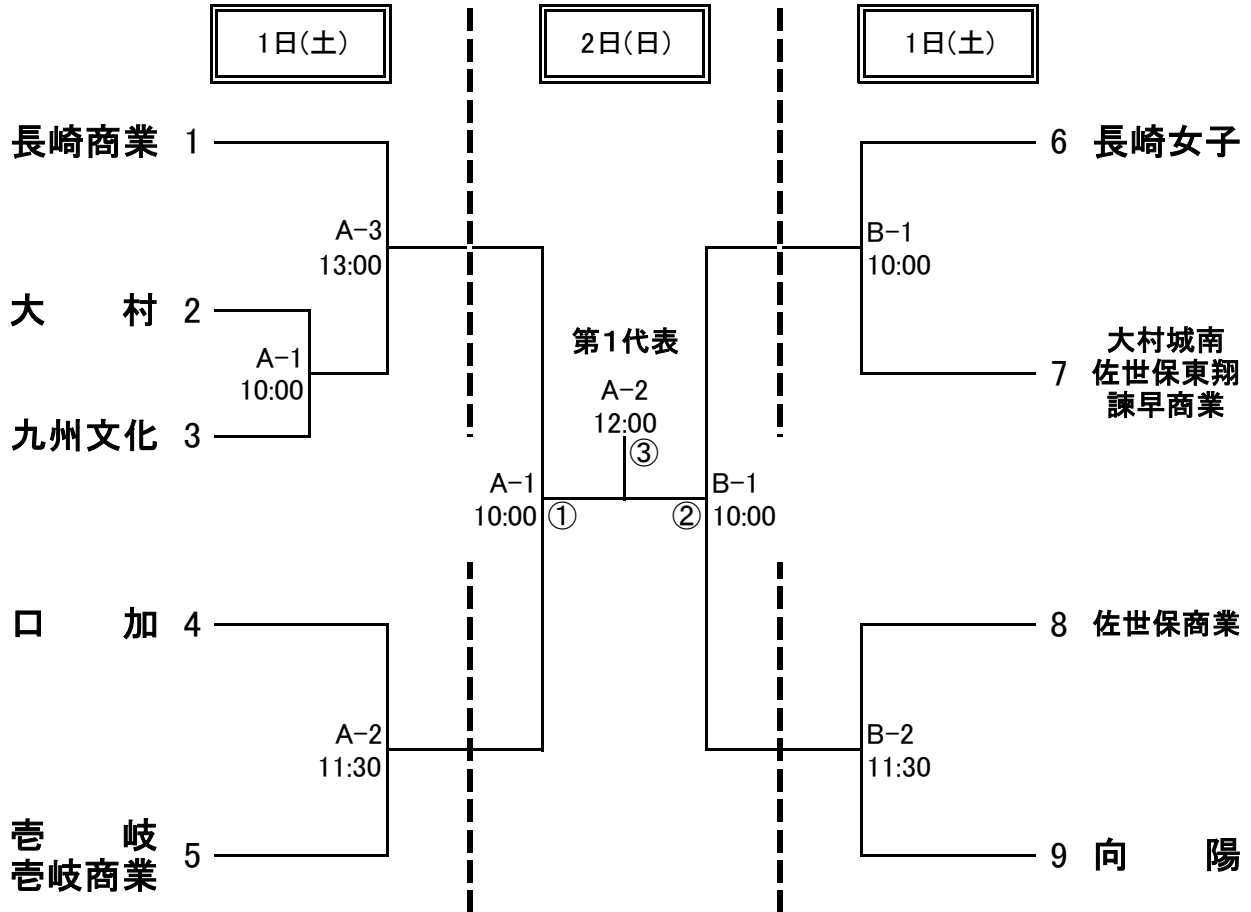 1日(土)
2日(日)
1日(土)
長崎商業 1
6 長崎女子
A-3
13:00
B-1
10:00
大 村 2
A-1
10:00
九州文化 3
第1代表
A-2
12:00
③
7
大村城南
佐世保東翔
諫早商業
A-1
10:00 ①
B-1
② 10:00
口 加 4
8 佐世保商業
A-2
11:30
B-2
11:30
壱 岐
壱岐商業
5
9 向 陽